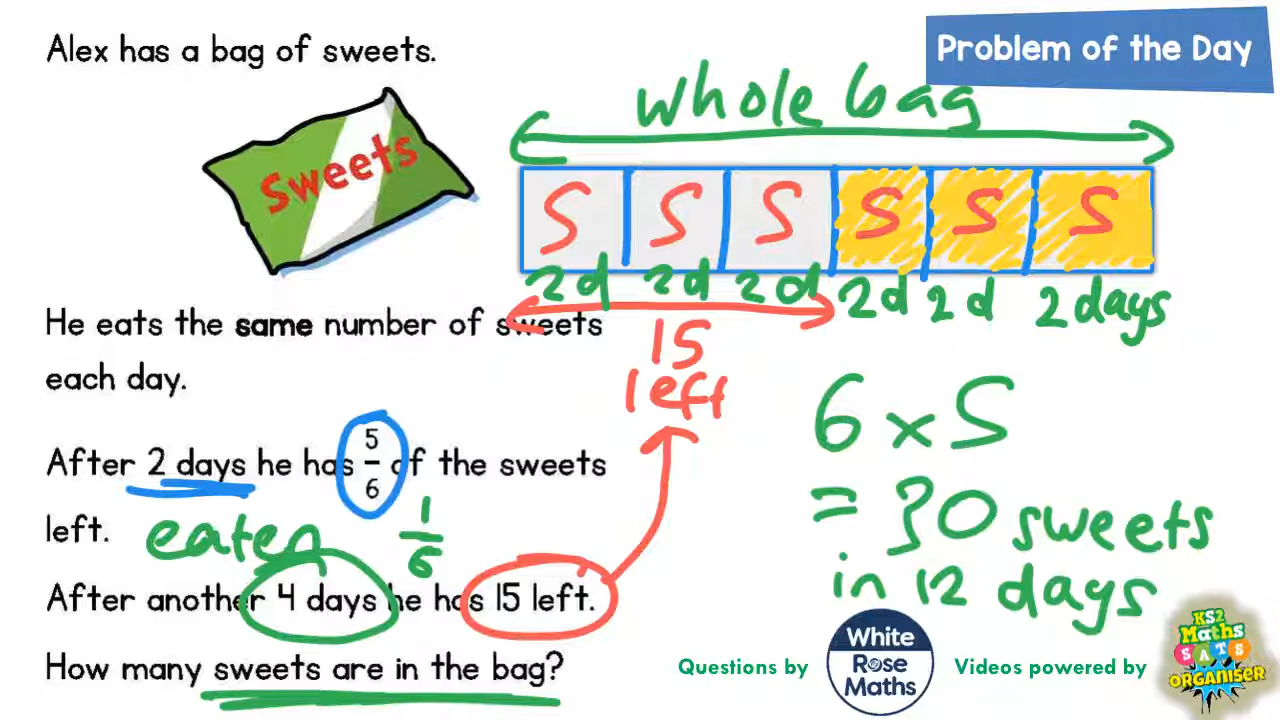 Alex has a bag of sweets.
Problem of the Day
whole bag
Sweets
S S S S S S
2d 2d 2d 2d 2d 2 days
He eats the same number of sweets
each day.
15
left
6 x 5
After 2 days he has 5/6 of the sweets
left.
eaten 1/6
= 30 sweets
in 12 days
After another 4 days he has 15 left.
How many sweets are in the bag?
Questions by
White
Rose
Maths
Videos powered by
KS2
Maths
SATS
ORGANISER